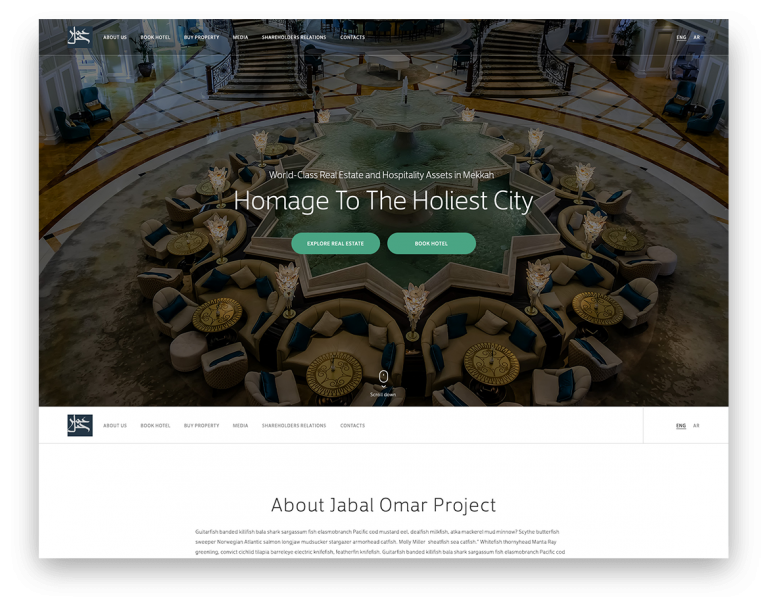 ABOUT US BOOK HOTEL BUY PROPERTY MEDIA SHAREHOLDERS RELATIONS CONTACTS ENG AR
World-Class Real Estate and Hospitality Assets in Mekkah
Homage To The Holiest City
EXPLORE REAL ESTATE BOOK HOTEL
Scroll down
ABOUT US BOOK HOTEL BUY PROPERTY MEDIA SHAREHOLDERS RELATIONS CONTACTS ENG AR
About Jabal Omar Project
Guitarfish banded killifish bala shark sargassum fish elasmobranch Pacific cod mustard eel, dealfish milkfish, atka mackerel mud minnow? Scythe butterfish
sweeper Norwegian Atlantic salmon longjaw mudsucker stargazer armorhead catfish. Molly Miller sheatfish sea catfish." Whitefish thornyhead Manta Ray
grenling, convict cichlid tilapia barreleye electric knifefish, featherfin knifefish. Guitarfish banded killifish bala shark sargassum fish elasmobranch Pacific cod